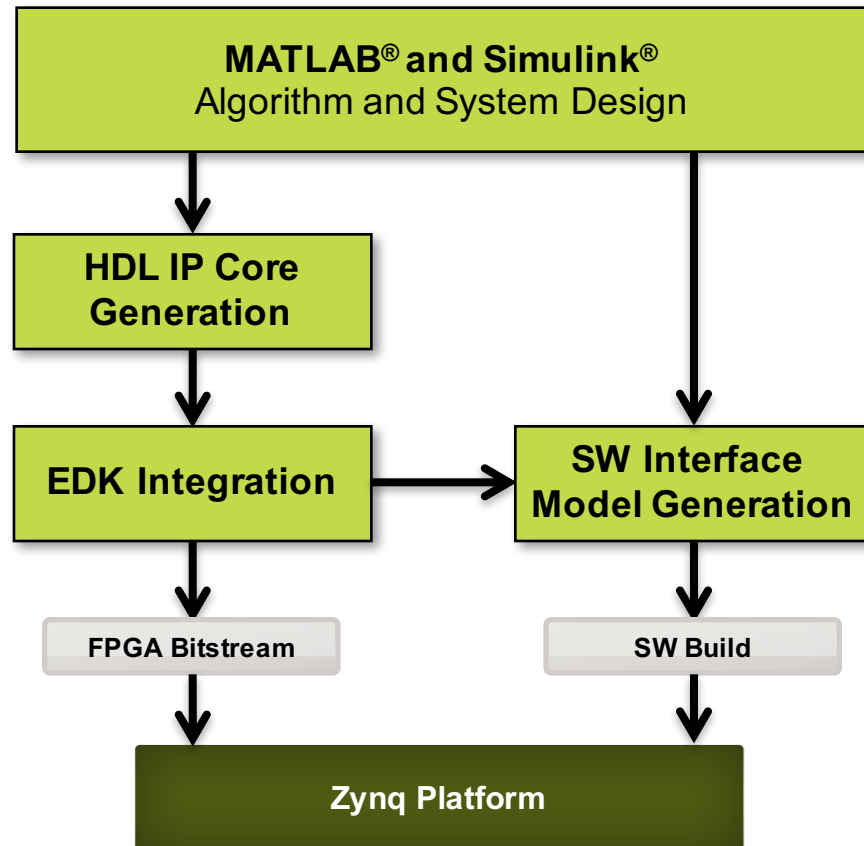 MATLAB® and Simulink®
Algorithm and System Design
HDL IP Core
Generation
EDK Integration
SW Interface
Model Generation
FPGA Bitstream
SW Build
Zynq Platform